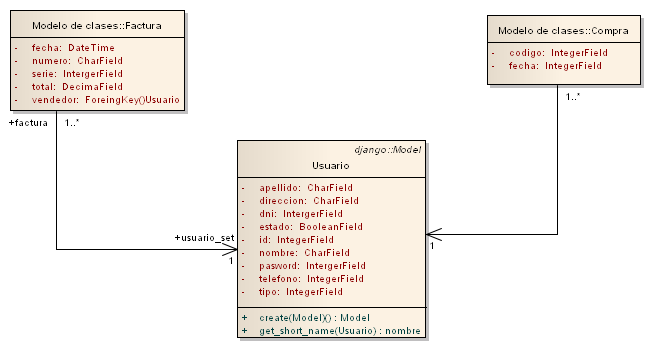 Modelo de clases::Factura
- fecha: DateTime
- numero: CharField
- serie: IntergerField
- total: DecimaField
- vendedor: ForeingKey()Usuario
Modelo de clases::Compra
- codigo: IntegerField
- fecha: IntegerField
+factura
1..*
1..*
django::Model
Usuario
- apellido: CharField
- direccion: CharField
- dni: IntergerField
- estado: BooleanField
- id: IntegerField
- nombre: CharField
- pasword: IntergerField
- telefono: IntegerField
- tipo: IntegerField
+ create(Model)() : Model
+ get_short_name(Usuario) : nombre
+usuario_set
1
1